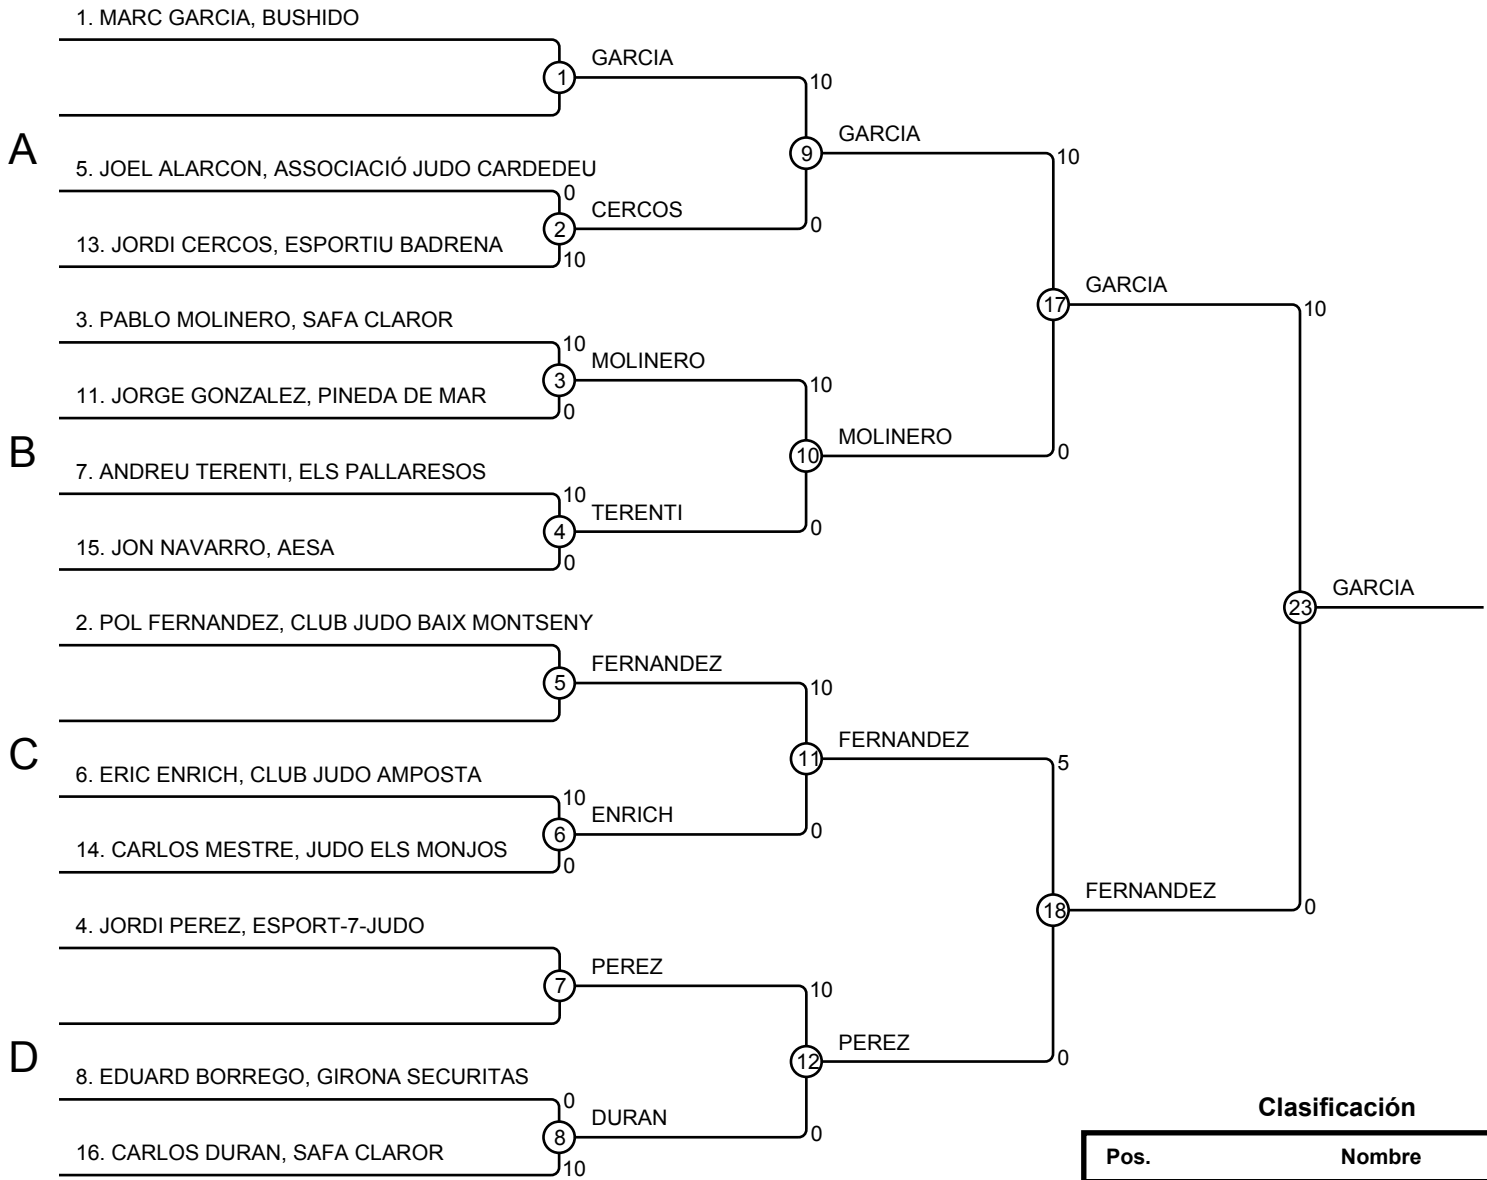 1. MARC GARCIA, BUSHIDO
GARCIA
1
10
A
GARCIA
9
10
5. JOEL ALARCON, ASSOCIACIÓ JUDO CARDEDEU
0
CERCOS
2
0
13. JORDI CERCOS, ESPORTIU BADRENA
10
GARCIA
17
10
3. PABLO MOLINERO, SAFA CLAROR
10
MOLINERO
3
10
11. JORGE GONZALEZ, PINEDA DE MAR
0
B
MOLINERO
10
0
7. ANDREU TERENTI, ELS PALLARESOS
10
TERENTI
4
0
15. JON NAVARRO, AESA
0
GARCIA
23
2. POL FERNANDEZ, CLUB JUDO BAIX MONTSENY
FERNANDEZ
5
10
C
FERNANDEZ
11
5
6. ERIC ENRICH, CLUB JUDO AMPOSTA
10
ENRICH
6
0
14. CARLOS MESTRE, JUDO ELS MONJOS
0
FERNANDEZ
18
0
4. JORDI PEREZ, ESPORT-7-JUDO
PEREZ
7
10
D
PEREZ
12
0
8. EDUARD BORREGO, GIRONA SECURITAS
0
DURAN
8
0
16. CARLOS DURAN, SAFA CLAROR
10
Clasificación
Pos. Nombre